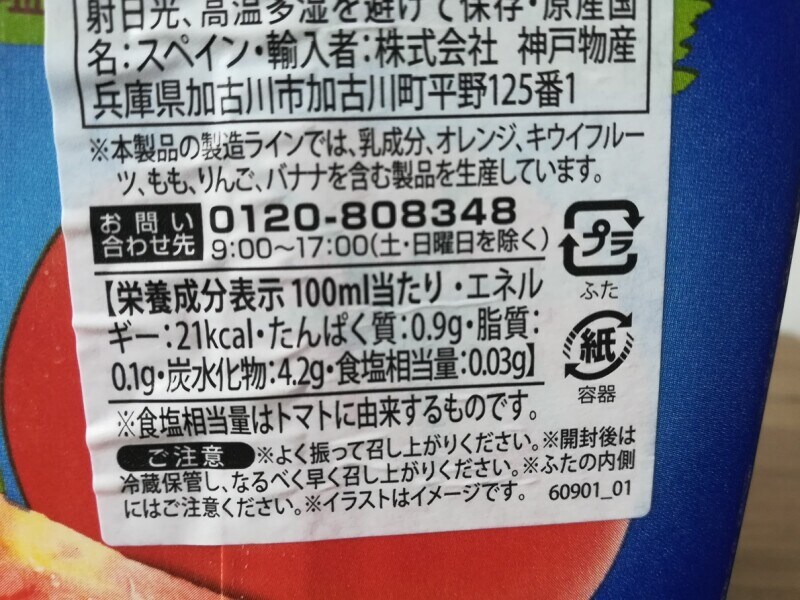 射日光、高温多湿を避けて保存・原産国
名:スペイン・輸入者:株式会社 神戸物産
兵庫県加古川市加古川町平野125番1
※本製品の製造ラインでは、乳成分、オレンジ、キウイフルー
ツ、もも、りんご、バナナを含む製品を生産しています。
お問い
合わせ先
0120-808348
9:00～17:00(土・日曜日を除く)
プラ
ふた
【栄養成分表示 100ml当たり・エネル
ギー:21kcal・たんぱく質:0.9g・脂質:
0.1g・炭水化物:4.2g・食塩相当量:0.03g】
紙
容器
※食塩相当量はトマトに由来するものです。
ご注意 ※よく振って召し上がりください。※開封後は
冷蔵保管し、なるべく早く召し上がりください。※ふたの内側
にはご注意ください。※イラストはイメージです。 60901_01